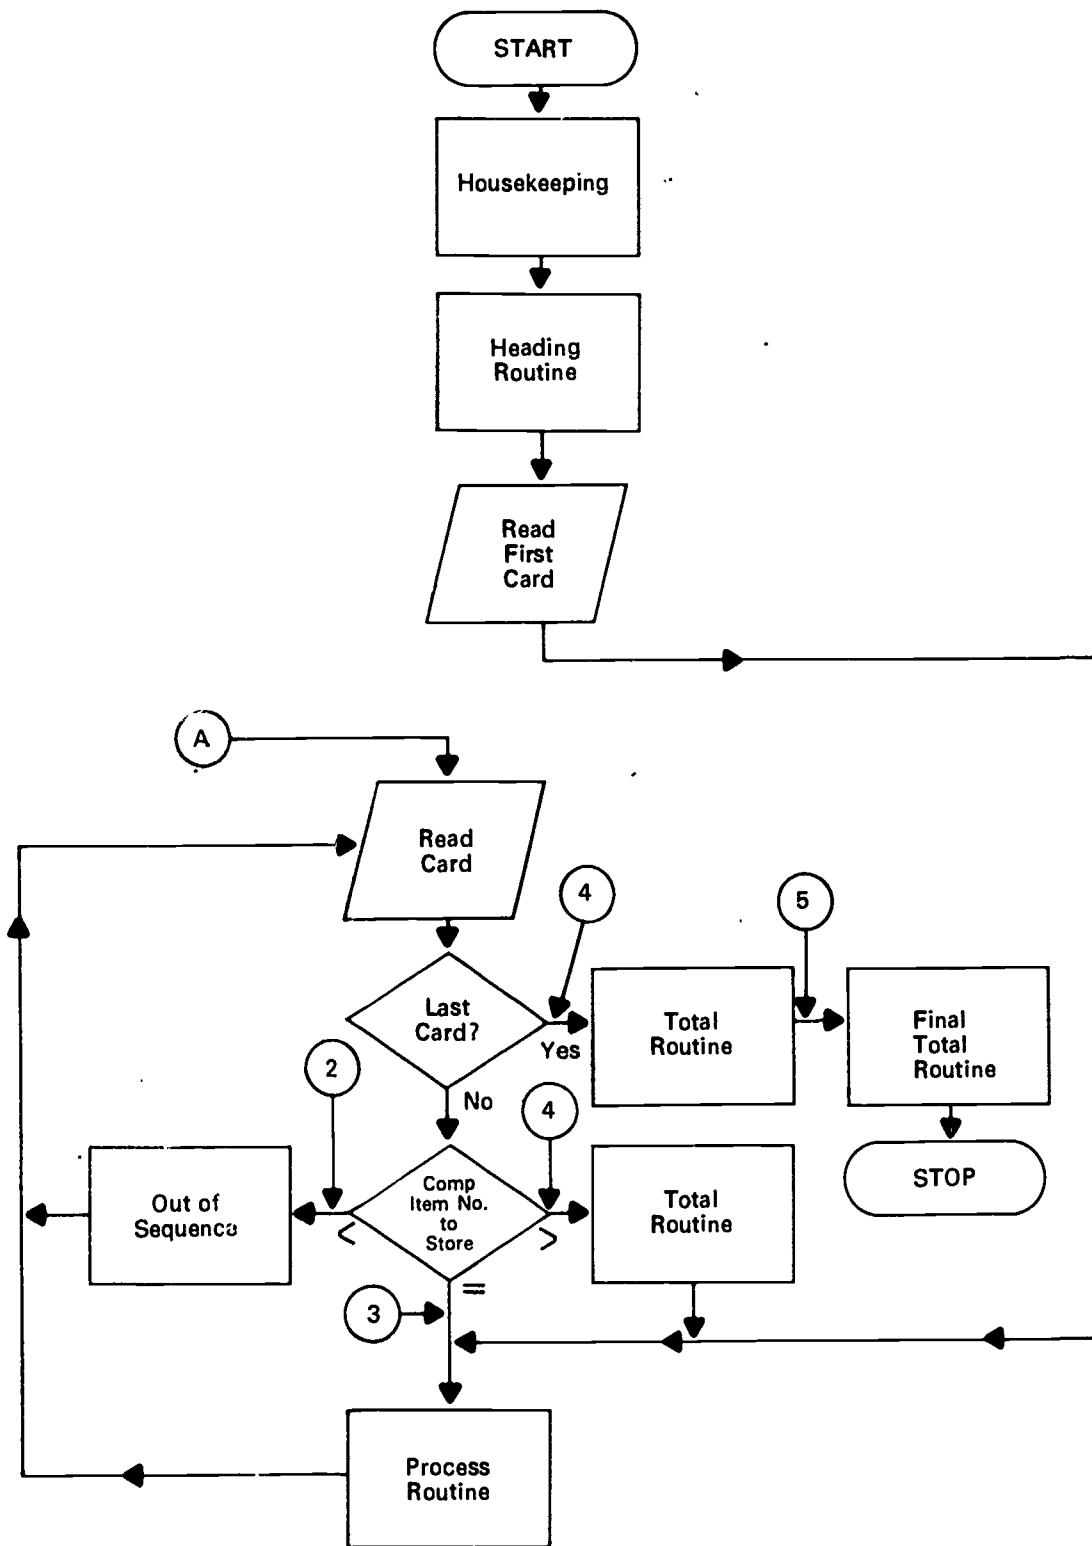 START
Housekeeping
Heading
Routine
Read
First
Card
A
Read
Card
4
5
Last
Card?
Yes
Total
Routine
Final
Total
Routine
2
No
4
STOP
Out of
Sequence
<
Comp
Item No.
to
Store
>
Total
Routine
=
3
Process
Routine